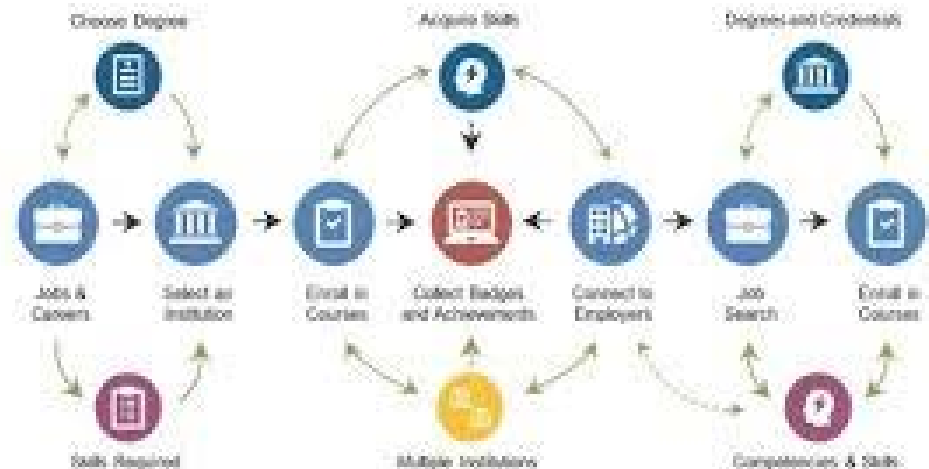 Choose Degree
Acquire Skills
Degrees and Credentials
Jobs &
Careers
Select an
Institution
Enroll in
Courses
Collect Badges
and Achievements
Connect to
Employers
Job
Search
Enroll in
Courses
Skills Required
Multiple Institutions
Competencies & Skills